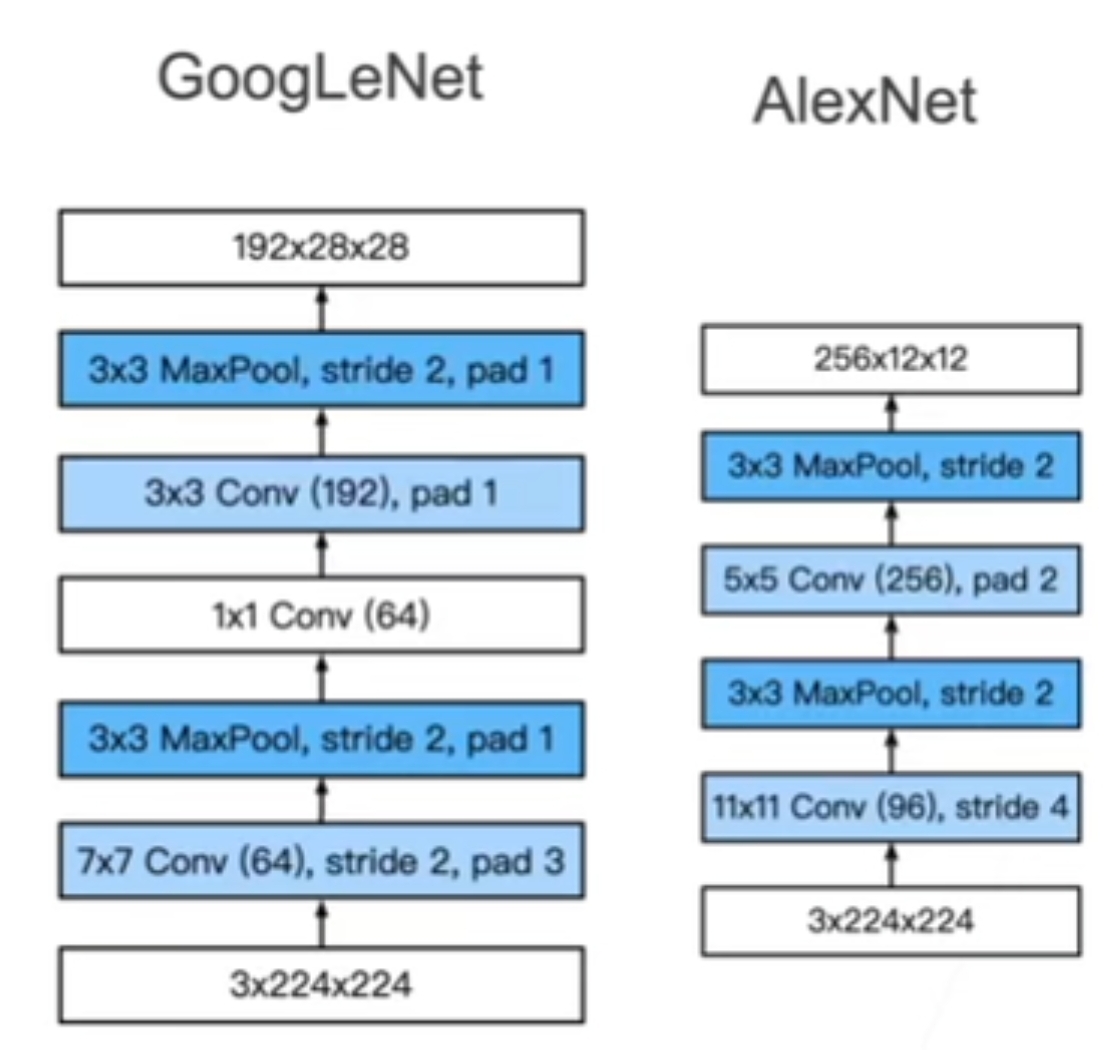 GoogLeNet
192x28x28
3x3 MaxPool, stride 2, pad 1
3x3 Conv (192), pad 1
1x1 Conv (64)
3x3 MaxPool, stride 2, pad 1
7x7 Conv (64), stride 2, pad 3
3x224x224
AlexNet
256x12x12
3x3 MaxPool, stride 2
5x5 Conv (256), pad 2
3x3 MaxPool, stride 2
11x11 Conv (96), stride 4
3x224x224